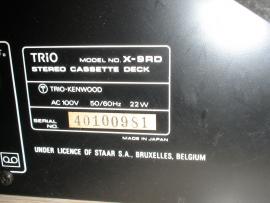 TRIO MODEL NO. X-9RD
STEREO CASSETTE DECK
TRIO-KENWOOD
AC 100V 50/60Hz 22W
SERIAL NO. 40100981
MADE IN JAPAN
UNDER LICENCE OF STAAR S.A., BRUXELLES, BELGIUM